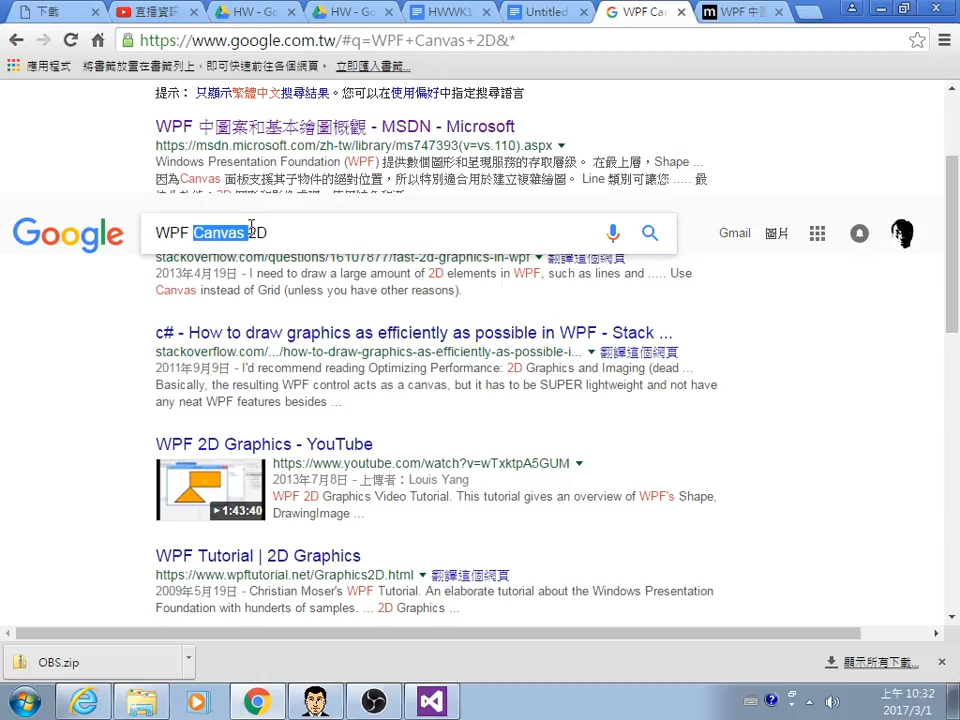 下載
直播資訊
HW - Go
HW - Go
HWWK1
Untitled
WPF Car
WPF 中
https://www.google.com.tw/#q=WPF+Canvas+2D&*
應用程式
將書籤放置在書籤列上，即可快速前往各個網頁。
立即匯入書籤...
提示： 只顯示繁體中文搜尋結果。您可以在使用偏好中指定搜尋語言
WPF 中圖案和基本繪圖概觀 - MSDN - Microsoft
https://msdn.microsoft.com/zh-tw/library/ms747393(v=vs.110).aspx
Windows Presentation Foundation (WPF) 提供數個圖形和呈現服務的存取層級。 在最上層，Shape ...
因為Canvas 面板支援其子物件的絕對位置，所以特別適合用於建立複雜繪圖。 Line 類別可讓您 ..... 最
Google
WPF Canvas 2D
Gmail
圖片
stackoverflow.com/questions/16107877/fast-2d-graphics-in-wpf 翻譯這個網頁
2013年4月19日 - I need to draw a large amount of 2D elements in WPF, such as lines and ..... Use
Canvas instead of Grid (unless you have other reasons).
c# - How to draw graphics as efficiently as possible in WPF - Stack ...
stackoverflow.com/.../how-to-draw-graphics-as-efficiently-as-possible-i... 翻譯這個網頁
2011年9月9日 - I'd recommend reading Optimizing Performance: 2D Graphics and Imaging (dead ...
Basically, the resulting WPF control acts as a canvas, but it has to be SUPER lightweight and not have
any neat WPF features besides ...
WPF 2D Graphics - YouTube
https://www.youtube.com/watch?v=wTxktpA5GUM
2013年7月8日 - 上傳者：Louis Yang
WPF 2D Graphics Video Tutorial. This tutorial gives an overview of WPF's Shape,
DrawingImage ...
1:43:40
WPF Tutorial | 2D Graphics
https://www.wpftutorial.net/Graphics2D.html 翻譯這個網頁
2009年5月19日 - Christian Moser's WPF Tutorial. An elaborate tutorial about the Windows Presentation
Foundation with hunderts of samples. ... 2D Graphics ...
OBS.zip
顯示所有下載...
上午 10:32
2017/3/1